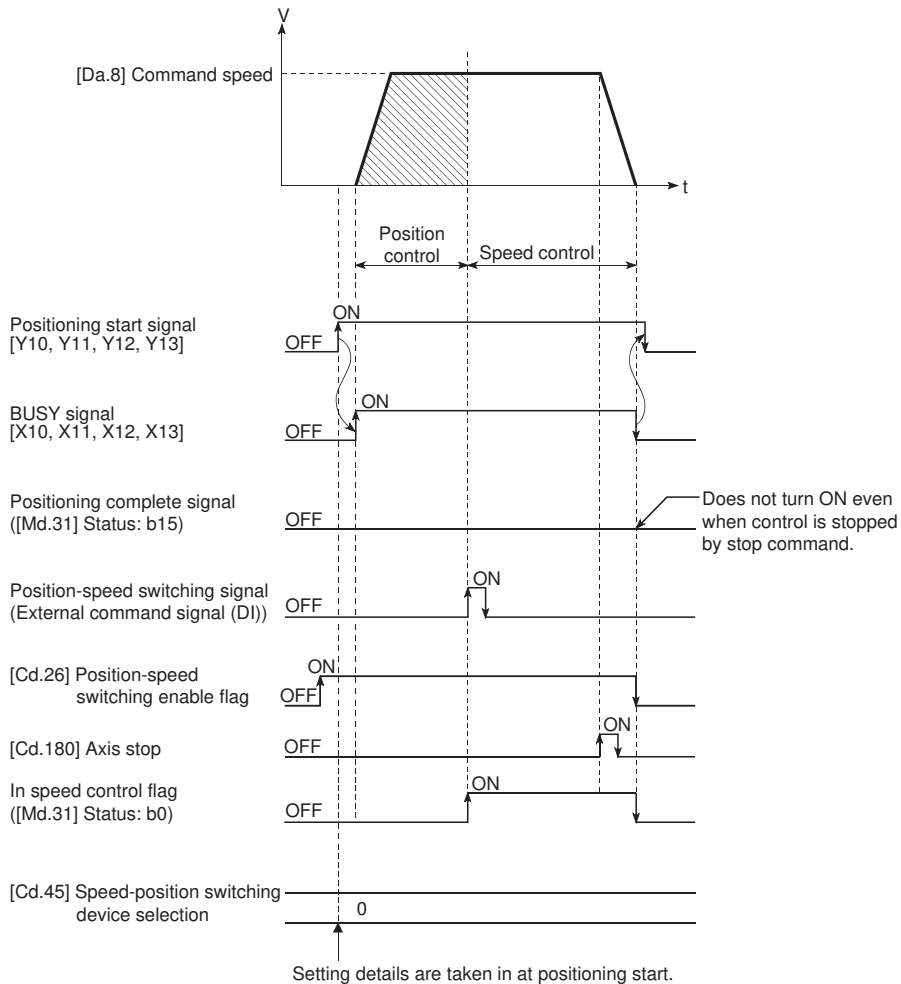 V
[Da.8] Command speed
t
Position
control
Speed control
ON
Positioning start signal
[Y10, Y11, Y12, Y13]
OFF
ON
BUSY signal
[X10, X11, X12, X13]
OFF
Positioning complete signal
([Md.31] Status: b15)
OFF
Does not turn ON even
when control is stopped
by stop command.
ON
Position-speed switching signal
(External command signal (DI))
OFF
ON
[Cd.26] Position-speed
switching enable flag
OFF
ON
[Cd.180] Axis stop
OFF
In speed control flag
([Md.31] Status: b0)
ON
OFF
[Cd.45] Speed-position switching
device selection
0
Setting details are taken in at positioning start.